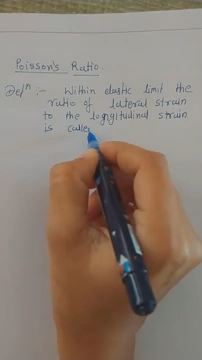 Poisson's Ratio.
Defⁿ :- Within elastic limit the
ratio of lateral strain
to the longitudinal strain
is calle